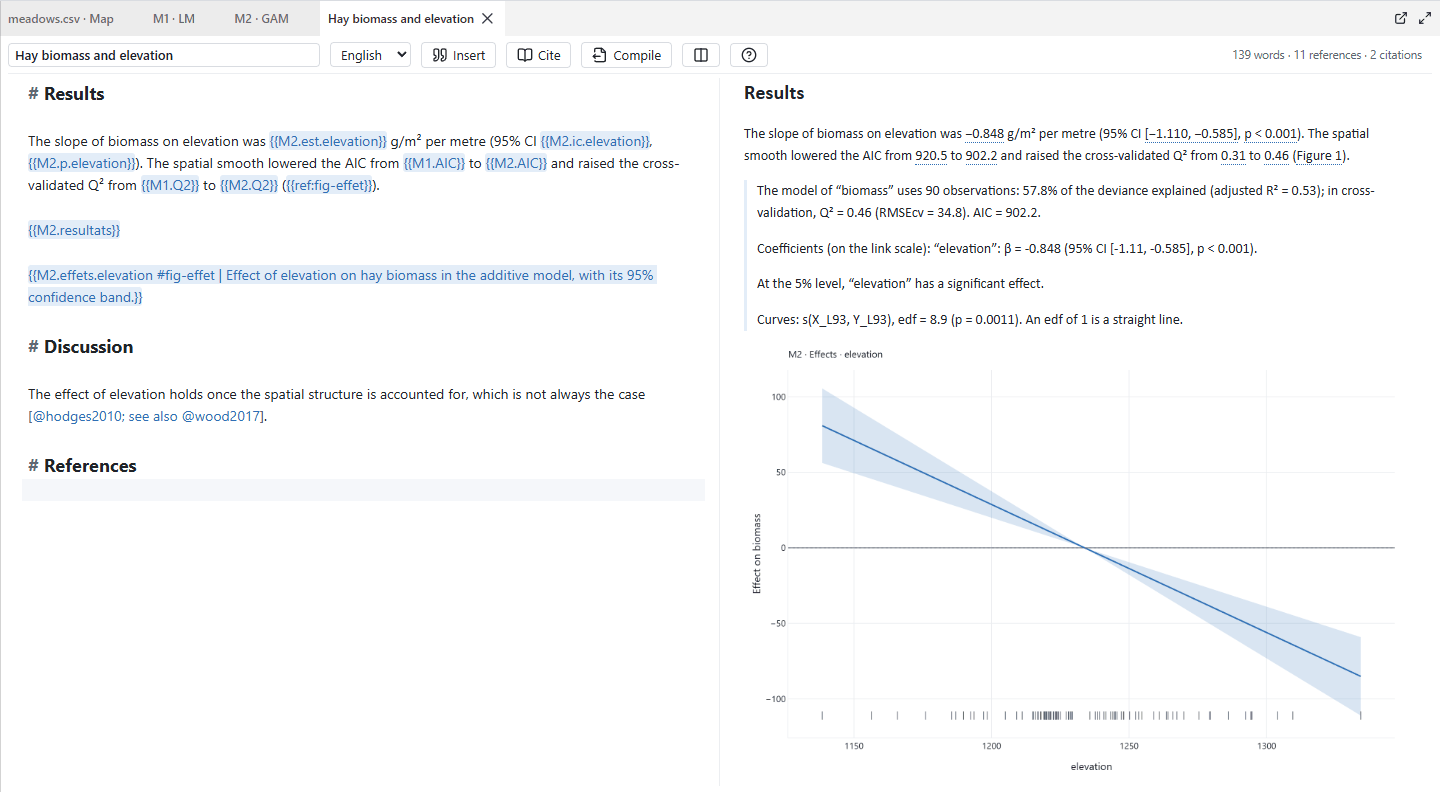 meadows.csv · Map M1 · LM M2 · GAM Hay biomass and elevation
Hay biomass and elevation English Insert Cite Compile 139 words · 11 references · 2 citations
# Results
The slope of biomass on elevation was {{M2.est.elevation}} g/m² per metre (95% CI {{M2.ic.elevation}},
{{M2.p.elevation}}). The spatial smooth lowered the AIC from {{M1.AIC}} to {{M2.AIC}} and raised the cross-
validated Q² from {{M1.Q2}} to {{M2.Q2}} ({{ref:fig-effet}}).
{{M2.resultats}}
{{M2.effets.elevation #fig-effet | Effect of elevation on hay biomass in the additive model, with its 95%
confidence band.}}
# Discussion
The effect of elevation holds once the spatial structure is accounted for, which is not always the case
[@hodges2010; see also @wood2017].
# References
Results
The slope of biomass on elevation was −0.848 g/m² per metre (95% CI [−1.110, −0.585], p < 0.001). The spatial
smooth lowered the AIC from 920.5 to 902.2 and raised the cross-validated Q² from 0.31 to 0.46 (Figure 1).
The model of “biomass” uses 90 observations: 57.8% of the deviance explained (adjusted R² = 0.53); in cross-
validation, Q² = 0.46 (RMSEcv = 34.8). AIC = 902.2.
Coefficients (on the link scale): “elevation”: β = -0.848 (95% CI [-1.11, -0.585], p < 0.001).
At the 5% level, “elevation” has a significant effect.
Curves: s(X_L93, Y_L93), edf = 8.9 (p = 0.0011). An edf of 1 is a straight line.
M2 · Effects · elevation
100
50
0
−50
−100
Effect on biomass
1150 1200 1250 1300
elevation